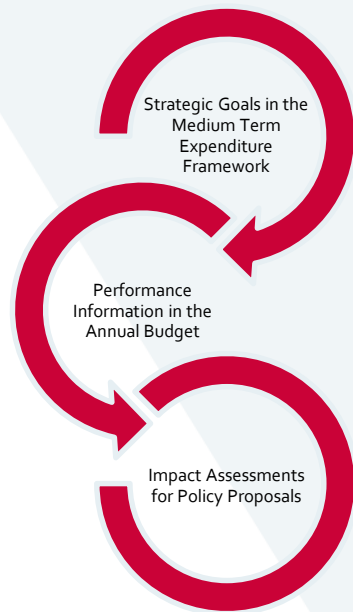 Strategic Goals in the
Medium Term
Expenditure
Framework
Performance
Information in the
Annual Budget
Impact Assessments
for Policy Proposals